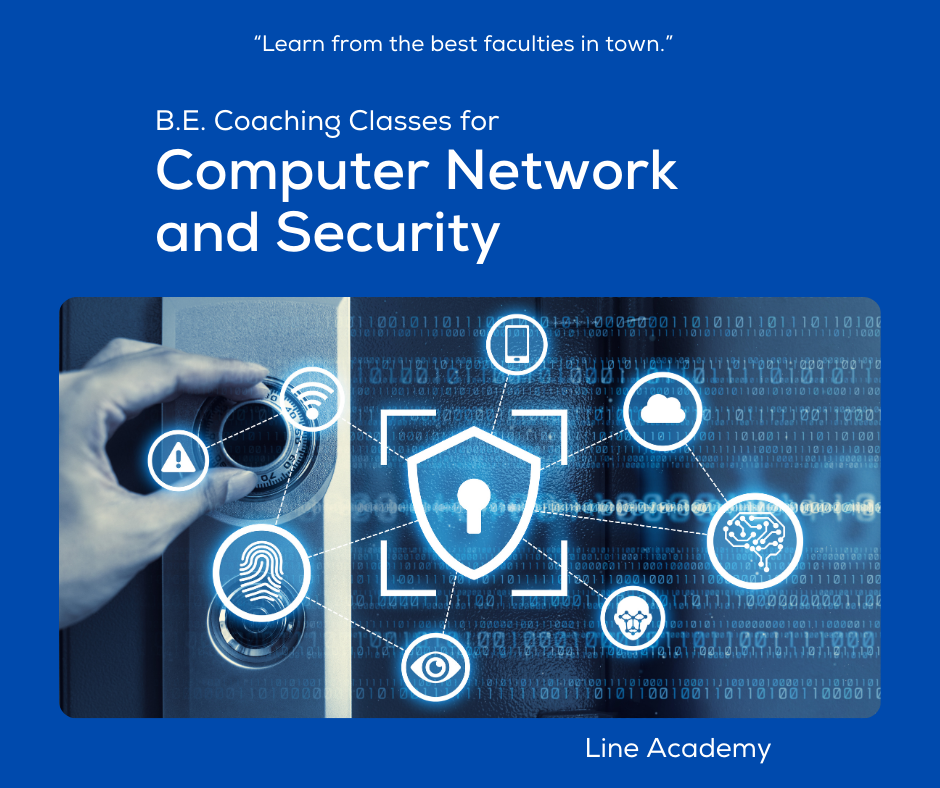 “Learn from the best faculties in town.”
B.E. Coaching Classes for
Computer Network
and Security
Line Academy